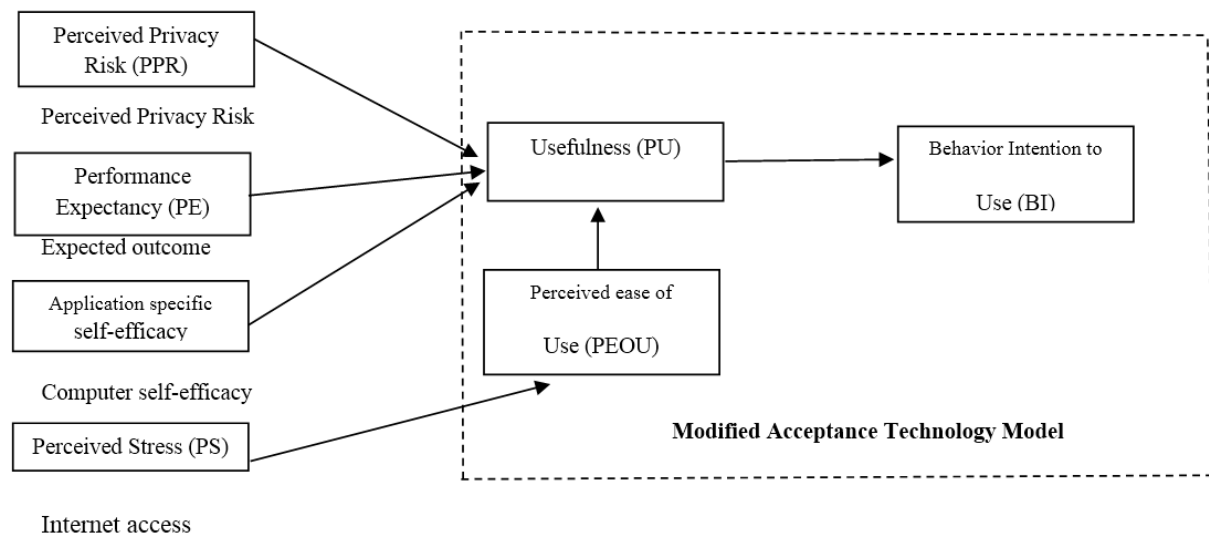 Perceived Privacy
Risk (PPR)
Perceived Privacy Risk
Performance
Expectancy (PE)
Expected outcome
Application specific
self-efficacy
Computer self-efficacy
Perceived Stress (PS)
Internet access
Usefulness (PU)
Perceived ease of
Use (PEOU)
Behavior Intention to
Use (BI)
Modified Acceptance Technology Model